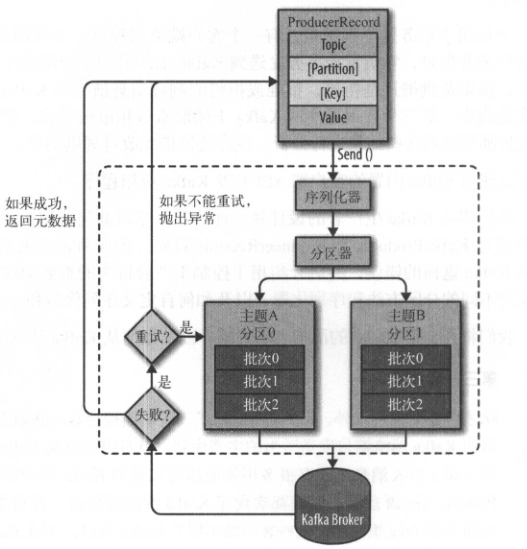 ProducerRecord
Topic
[Partition]
[Key]
Value
Send ()
如果成功，
返回元数据
如果不能重试，
抛出异常
序列化器
分区器
主题A
分区0
批次0
批次1
批次2
主题B
分区1
批次0
批次1
批次2
重试？
是
是
失败？
Kafka Broker